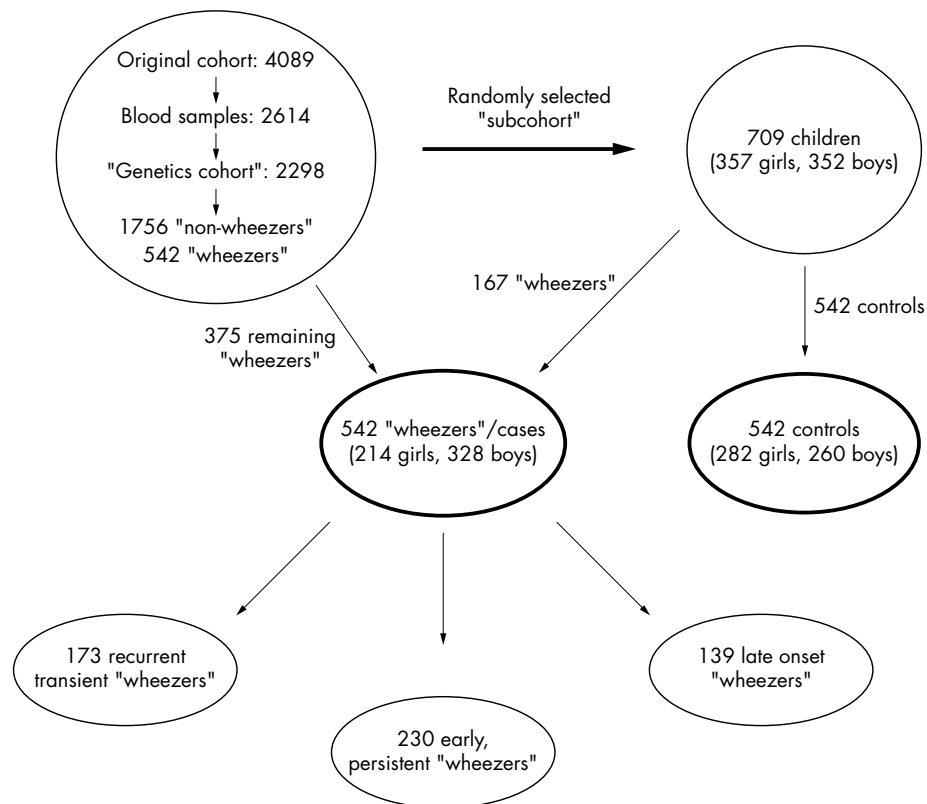 Original cohort: 4089
Blood samples: 2614
"Genetics cohort": 2298
1756 "non-wheezers"
542 "wheezers"
Randomly selected
"subcohort"
709 children
(357 girls, 352 boys)
167 "wheezers"
542 controls
375 remaining
"wheezers"
542 "wheezers"/cases
(214 girls, 328 boys)
542 controls
(282 girls, 260 boys)
173 recurrent
transient "wheezers"
230 early,
persistent "wheezers"
139 late onset
"wheezers"